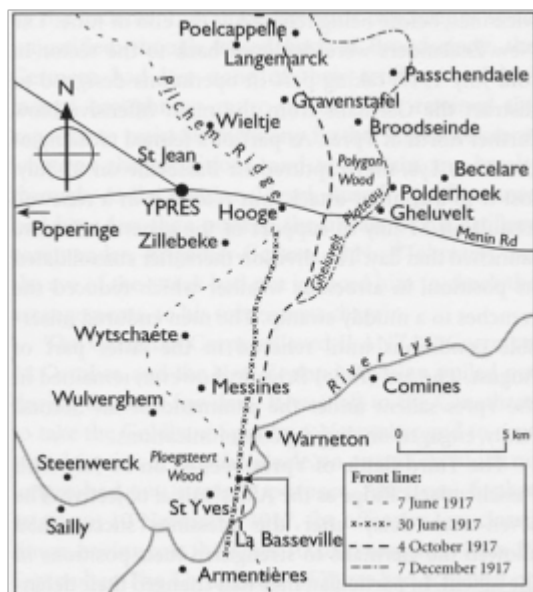 Poelcappelle
Langemarck
Passchendaele
Pilchem Ridge
Gravenstafel
N
Wieltje
Broodseinde
St Jean
Polygon
Wood
Becelare
YPRES
Hooge
Polderhoek
Gheluvelt
Poperinge
Gheluvelt Plateau
Zillebeke
Menin Rd
Wytschaete
River Lys
Messines
Comines
Wulverghem
Warneton
0 5 km
Ploegsteert
Wood
Steenwerck
St Yves
Sailly
La Basseville
Armentières
Front line:
7 June 1917
30 June 1917
4 October 1917
7 December 1917